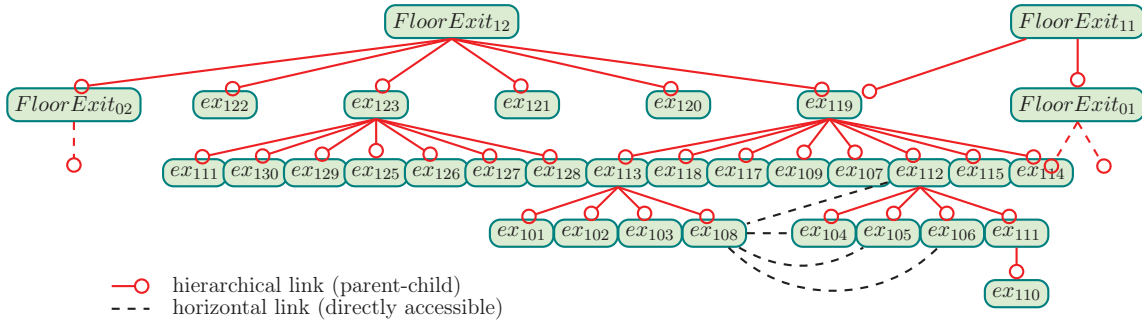 FloorExit₁₂ FloorExit₁₁
FloorExit₀₂ ex₁₂₂ ex₁₂₃ ex₁₂₁ ex₁₂₀ ex₁₁₉ FloorExit₀₁
ex₁₁₁ ex₁₃₀ ex₁₂₉ ex₁₂₅ ex₁₂₆ ex₁₂₇ ex₁₂₈ ex₁₁₃ ex₁₁₈ ex₁₁₇ ex₁₀₉ ex₁₀₇ ex₁₁₂ ex₁₁₅ ex₁₁₄
ex₁₀₁ ex₁₀₂ ex₁₀₃ ex₁₀₈ ex₁₀₄ ex₁₀₅ ex₁₀₆ ex₁₁₁
hierarchical link (parent-child)
ex₁₁₀
horizontal link (directly accessible)